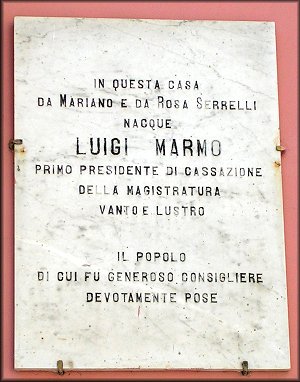 IN QUESTA CASA
DA MARIANO E DA ROSA SERRELLI
NACQUE
LUIGI MARMO
PRIMO PRESIDENTE DI CASSAZIONE
DELLA MAGISTRATURA
VANTO E LUSTRO
IL POPOLO
DI CUI FU GENEROSO CONSIGLIERE
DEVOTAMENTE POSE